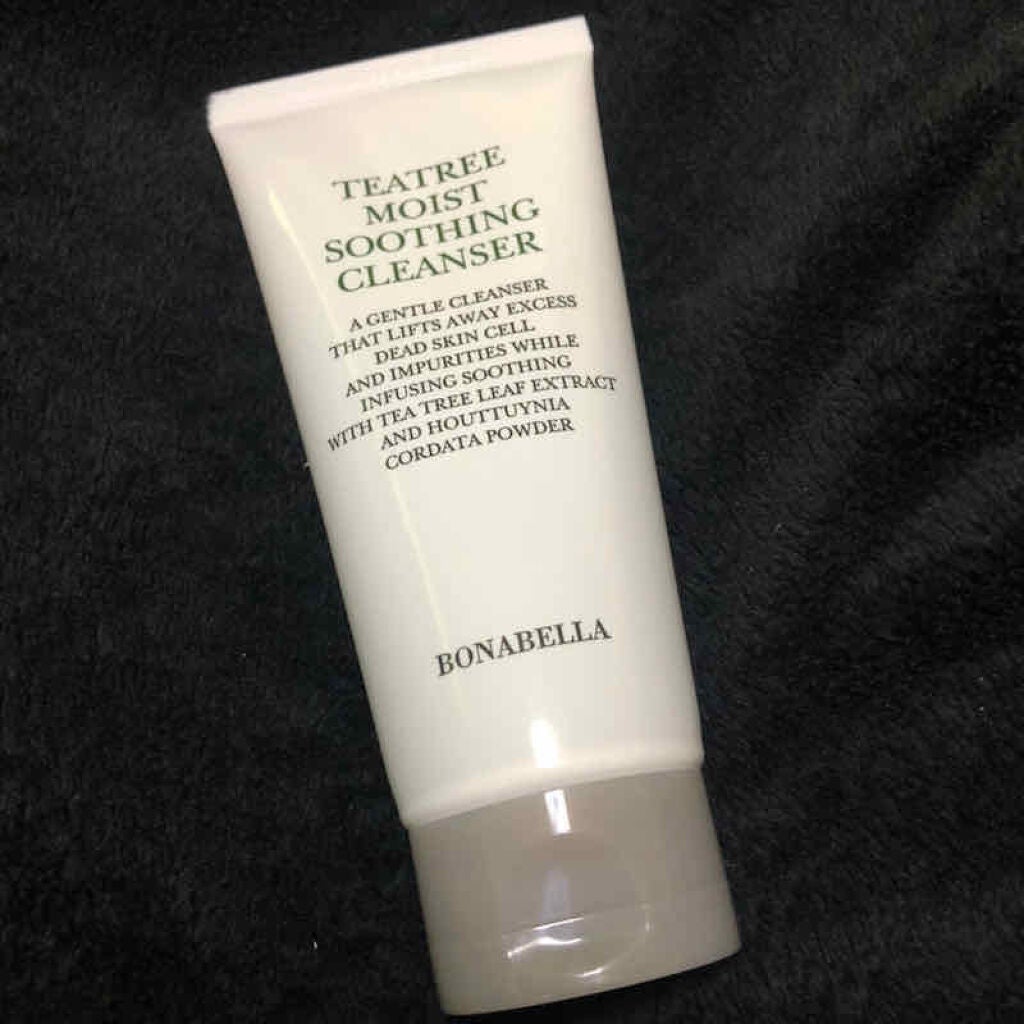 TEATREE
MOIST
SOOTHING
CLEANSER
A GENTLE CLEANSER
THAT LIFTS AWAY EXCESS
DEAD SKIN CELL
AND IMPURITIES WHILE
INFUSING SOOTHING
WITH TEA TREE LEAF EXTRACT
AND HOUTTUYNIA
CORDATA POWDER
BONABELLA